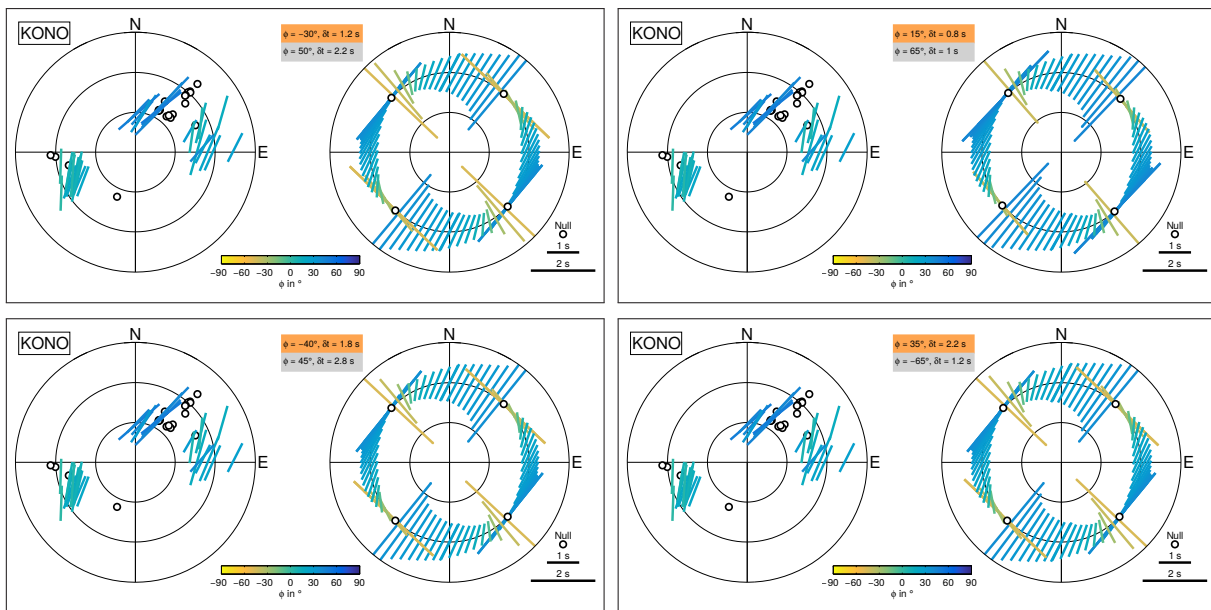 KONO
N
E
ϕ = −30°, δt = 1.2 s
ϕ = 50°, δt = 2.2 s
Null
1 s
2 s
−90 −60 −30 0 30 60 90
ϕ in °
KONO
N
E
ϕ = 15°, δt = 0.8 s
ϕ = 65°, δt = 1 s
Null
1 s
2 s
−90 −60 −30 0 30 60 90
ϕ in °
KONO
N
E
ϕ = −40°, δt = 1.8 s
ϕ = 45°, δt = 2.8 s
N
E
Null
1 s
2 s
−90 −60 −30 0 30 60 90
ϕ in °
KONO
N
E
ϕ = 35°, δt = 2.2 s
ϕ = −65°, δt = 1.2 s
N
E
Null
1 s
2 s
−90 −60 −30 0 30 60 90
ϕ in °